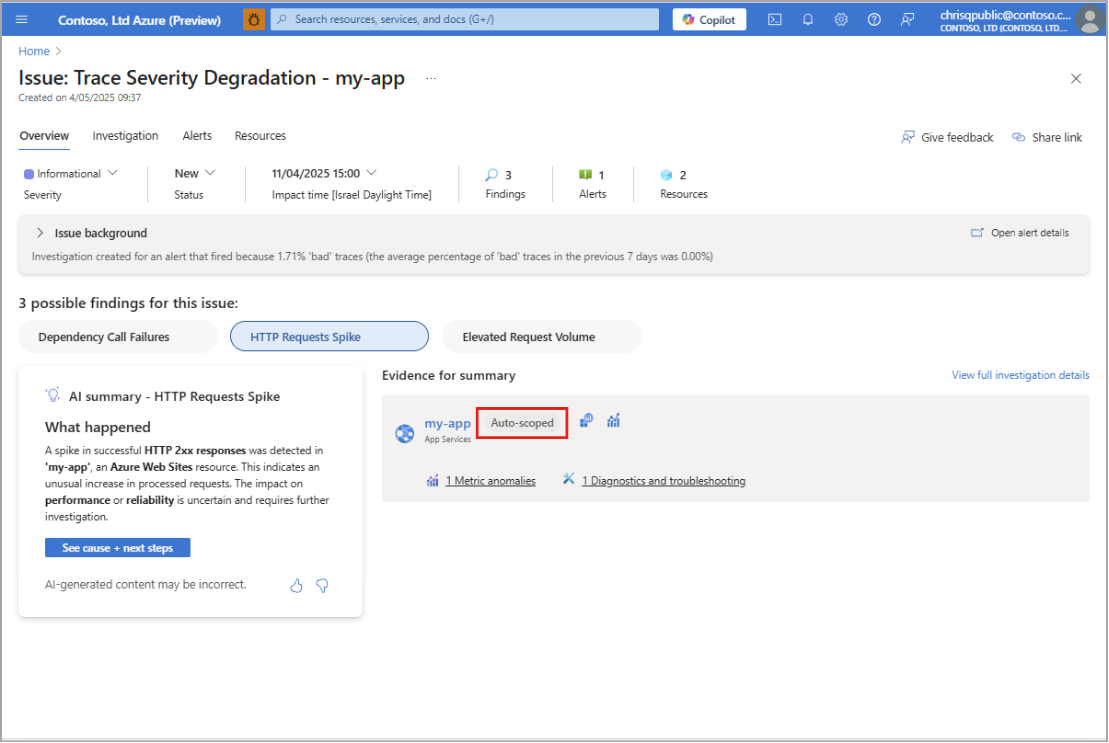 Contoso, Ltd Azure (Preview)
Search resources, services, and docs (G+/)
Copilot
chrisqpublic@contoso.c...
CONTOSO, LTD (CONTOSO, LTD....
Home
Issue: Trace Severity Degradation - my-app ...
Created on 4/05/2025 09:37
Overview Investigation Alerts Resources
Give feedback Share link
Informational New 11/04/2025 15:00 3 1 2
Severity Status Impact time [Israel Daylight Time] Findings Alerts Resources
Issue background Open alert details
Investigation created for an alert that fired because 1.71% 'bad' traces (the average percentage of 'bad' traces in the previous 7 days was 0.00%)
3 possible findings for this issue:
Dependency Call Failures HTTP Requests Spike Elevated Request Volume
AI summary - HTTP Requests Spike
What happened
A spike in successful HTTP 2xx responses was detected in
'my-app', an Azure Web Sites resource. This indicates an
unusual increase in processed requests. The impact on
performance or reliability is uncertain and requires further
investigation.
See cause + next steps
AI-generated content may be incorrect.
Evidence for summary View full investigation details
my-app Auto-scoped
App Services
1 Metric anomalies 1 Diagnostics and troubleshooting